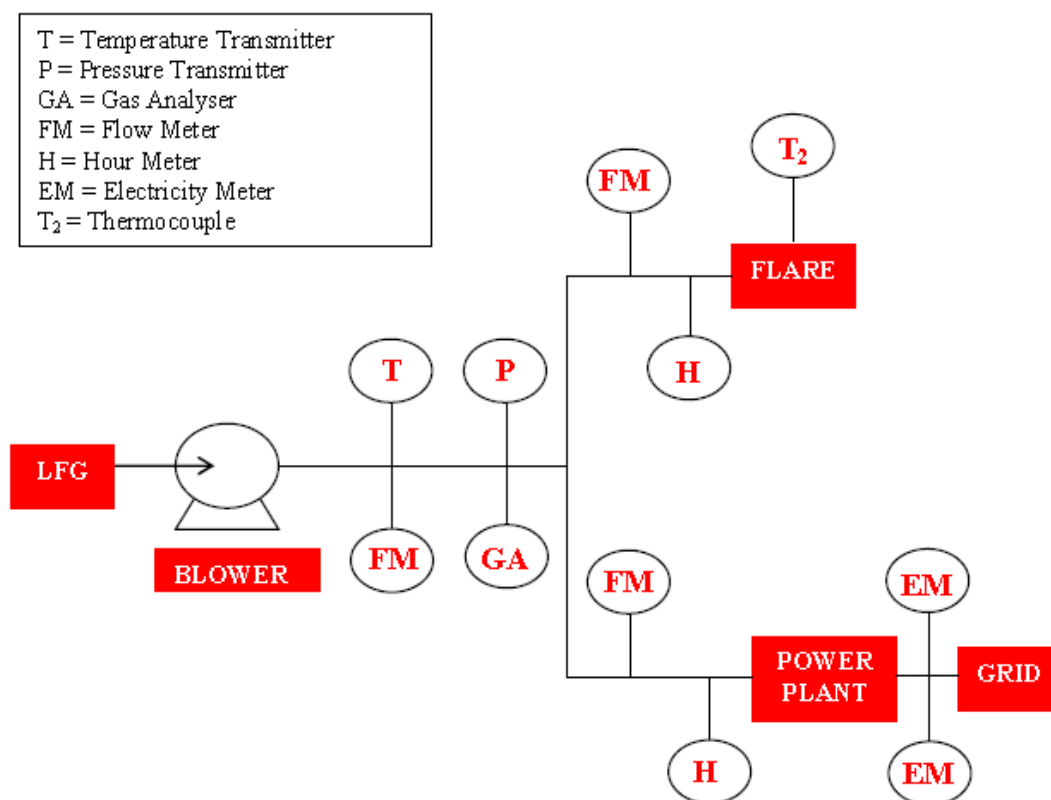 T = Temperature Transmitter
P = Pressure Transmitter
GA = Gas Analyser
FM = Flow Meter
H = Hour Meter
EM = Electricity Meter
T₂ = Thermocouple
T₂
FM
FLARE
H
T
P
LFG
BLOWER
FM
GA
FM
EM
POWER
PLANT
GRID
H
EM